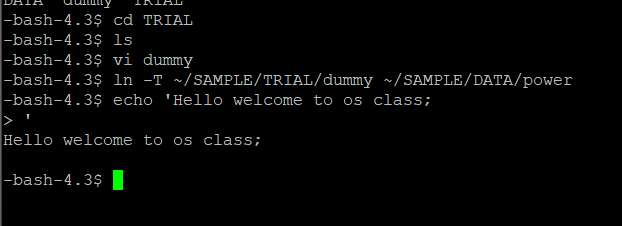 DATA dummy TRIAL
-bash-4.3$ cd TRIAL
-bash-4.3$ ls
-bash-4.3$ vi dummy
-bash-4.3$ ln -T ~/SAMPLE/TRIAL/dummy ~/SAMPLE/DATA/power
-bash-4.3$ echo 'Hello welcome to os class;
> '
Hello welcome to os class;
-bash-4.3$